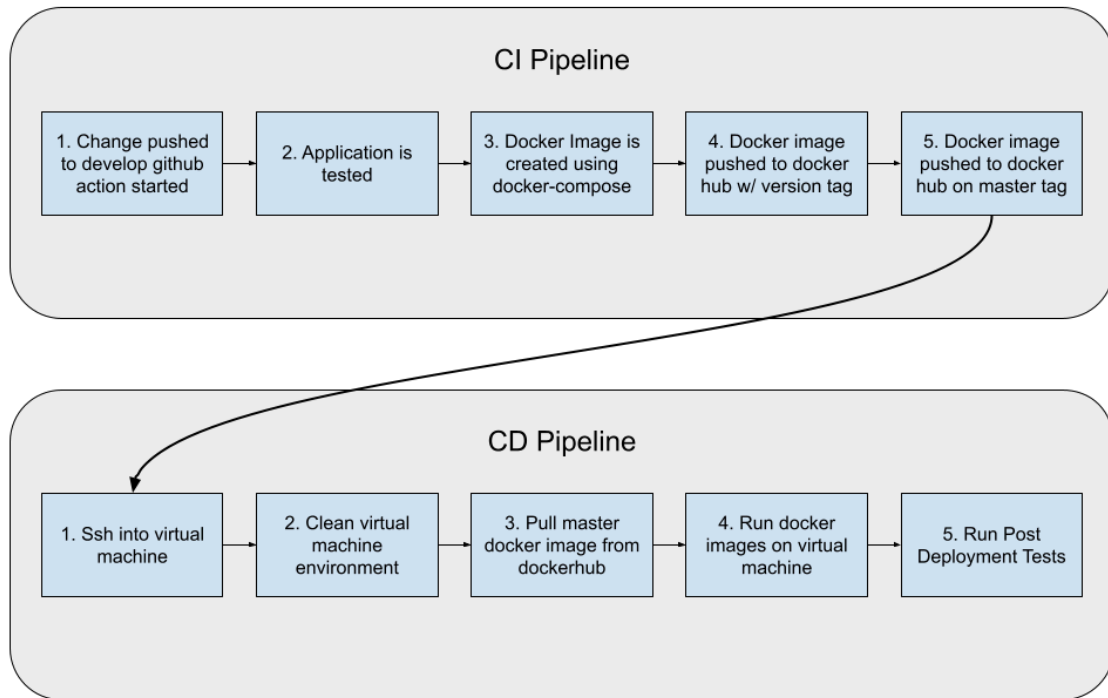 CI Pipeline
1. Change pushed
to develop github
action started
2. Application is
tested
3. Docker Image is
created using
docker-compose
4. Docker image
pushed to docker
hub w/ version tag
5. Docker image
pushed to docker
hub on master tag
CD Pipeline
1. Ssh into virtual
machine
2. Clean virtual
machine
environment
3. Pull master
docker image from
dockerhub
4. Run docker
images on virtual
machine
5. Run Post
Deployment Tests